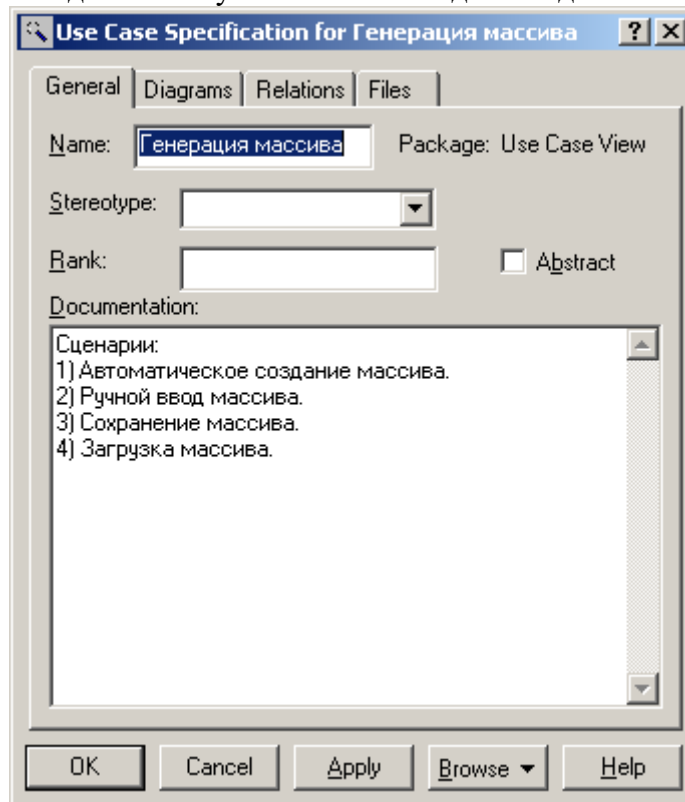 Use Case Specification for Генерация массива
General Diagrams Relations Files
Name: Генерация массива Package: Use Case View
Stereotype:
Rank: Abstract
Documentation:
Сценарии:
1) Автоматическое создание массива.
2) Ручной ввод массива.
3) Сохранение массива.
4) Загрузка массива.
OK Cancel Apply Browse Help